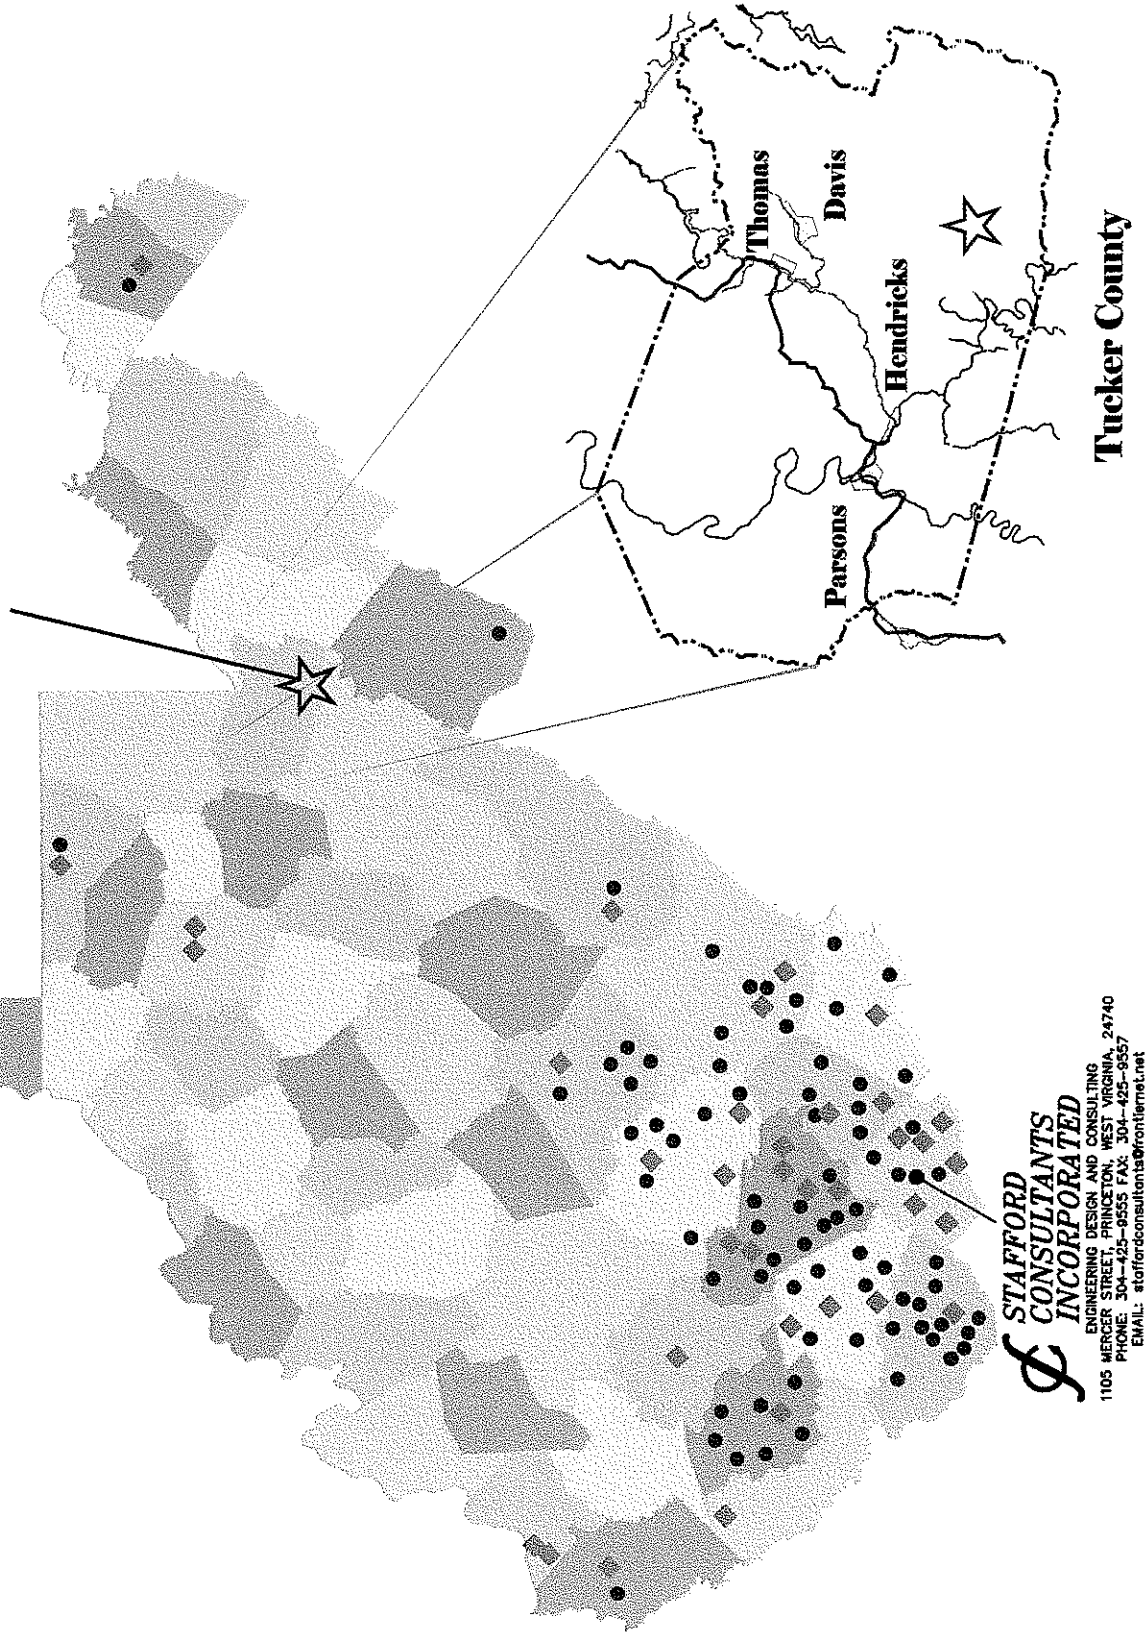 Thomas
Davis
Hendricks
Parsons
Tucker County
STAFFORD
CONSULTANTS
INCORPORATED
ENGINEERING DESIGN AND CONSULTING
1105 MERCER STREET, PRINCETON, WEST VIRGINIA, 24740
PHONE: 304-425-9555 FAX: 304-425-9557
EMAIL: staffordconsultants@frontiernet.net